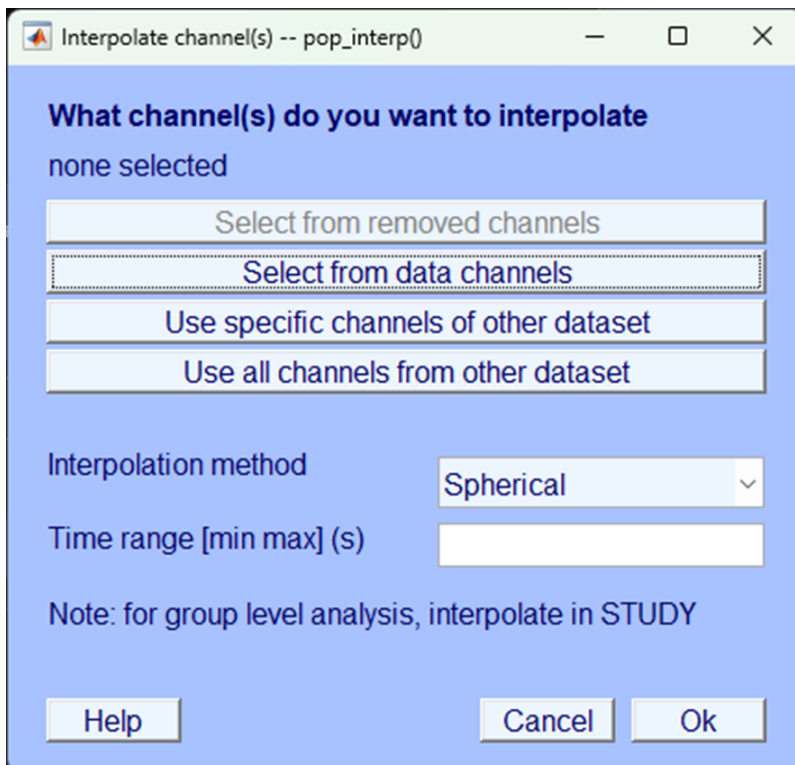 Interpolate channel(s) -- pop_interp()
What channel(s) do you want to interpolate
none selected
Select from removed channels
Select from data channels
Use specific channels of other dataset
Use all channels from other dataset
Interpolation method
Spherical
Time range [min max] (s)
Note: for group level analysis, interpolate in STUDY
Help Cancel Ok